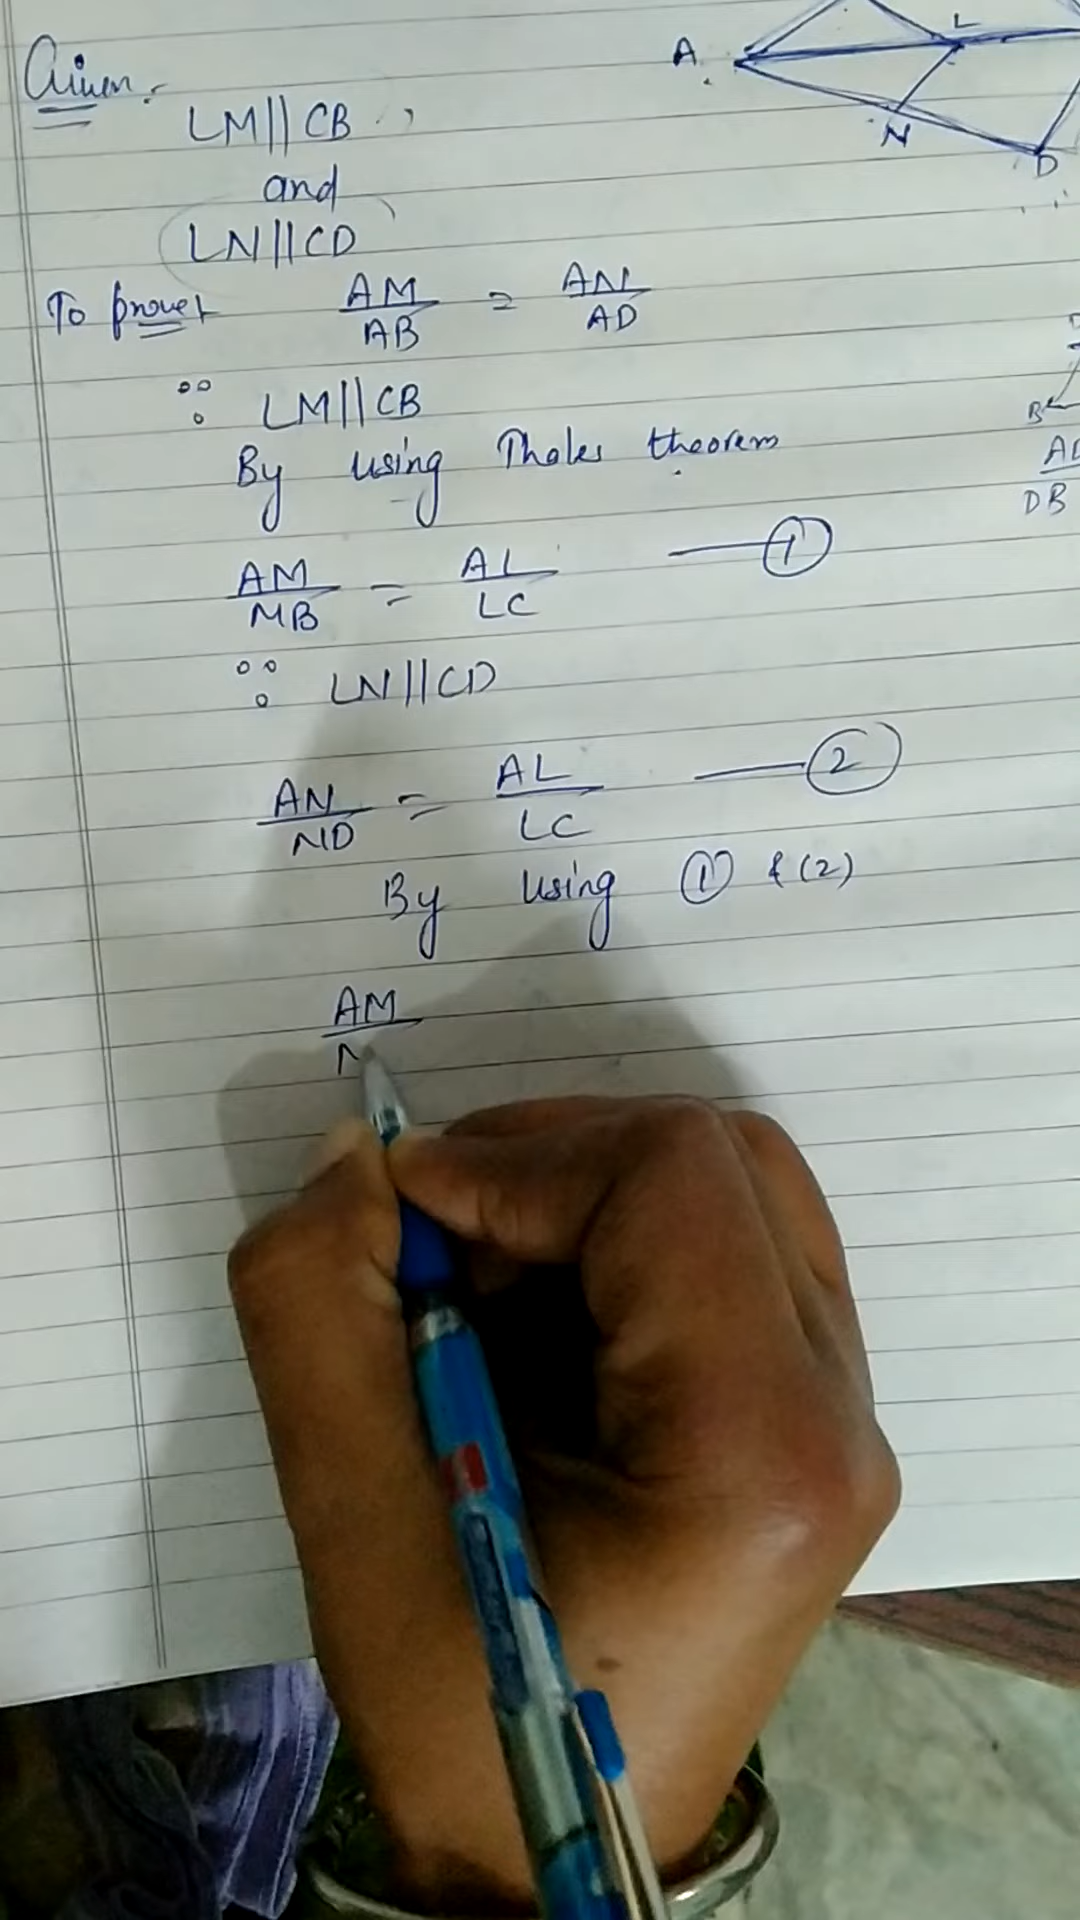 Given :-
LM || CB ,
and
LN || CD
To prove AM/AB = AN/AD
∵ LM || CB
By using Thales theorem
AM/MB = AL/LC — ①
∵ LN || CD
AN/ND = AL/LC — ②
By using ① & (2)
AM/
A
L
N
D
B
DB